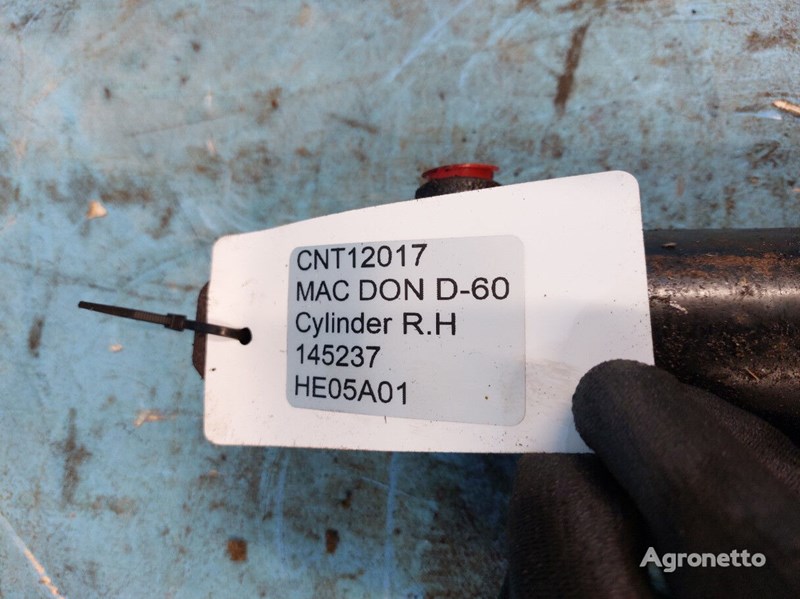 CNT12017
MAC DON D-60
Cylinder R.H
145237
HE05A01
Agronetto